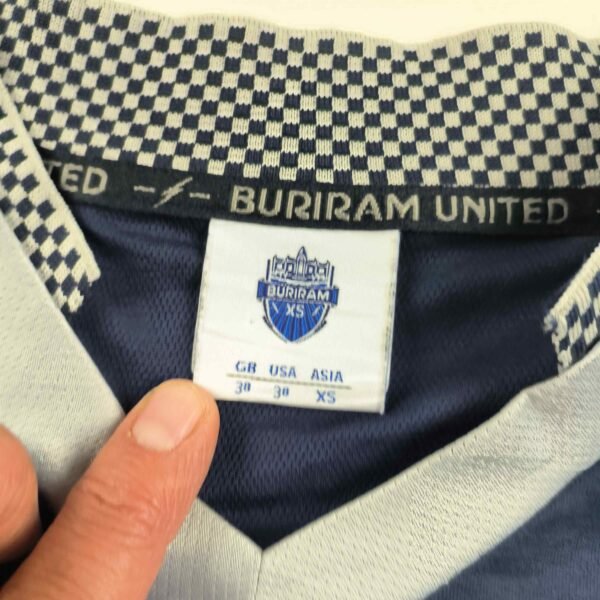 TED BURIRAM UNITED
BURIRAM
XS
GB USA ASIA
38 38 XS